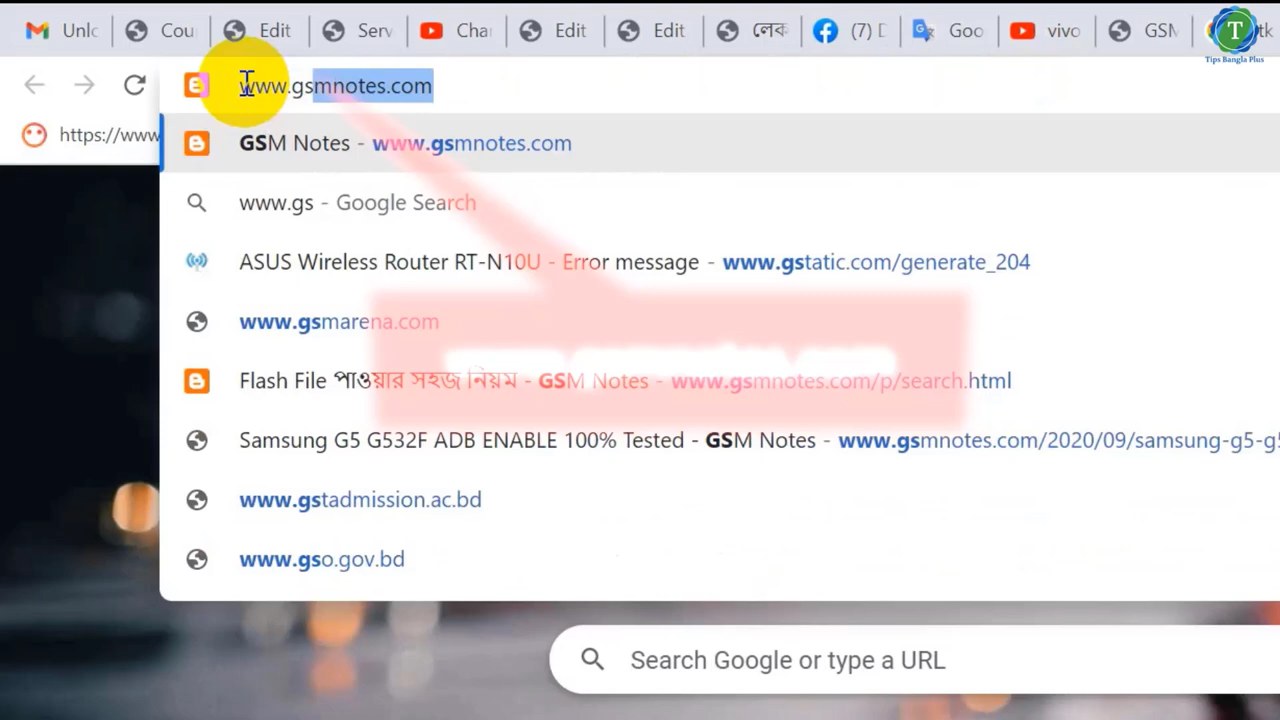 Unlo Cou Edit Serv Cha Edit Edit লেক (7) Goo vivo GSM
T
Tips Bangla Plus
www.gsmnotes.com
https://www
GSM Notes - www.gsmnotes.com
www.gs - Google Search
ASUS Wireless Router RT-N10U - Error message - www.gstatic.com/generate_204
www.gsmarena.com
Flash File পাওয়ার সহজ নিয়ম - GSM Notes - www.gsmnotes.com/p/search.html
Samsung G5 G532F ADB ENABLE 100% Tested - GSM Notes - www.gsmnotes.com/2020/09/samsung-g5-g5
www.gstadmission.ac.bd
www.gso.gov.bd
Search Google or type a URL